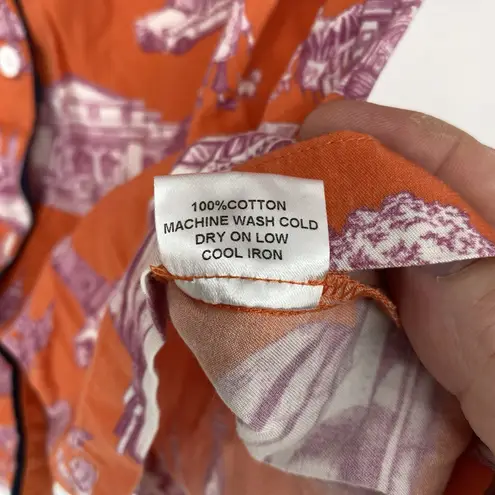 100%COTTON
MACHINE WASH COLD
DRY ON LOW
COOL IRON